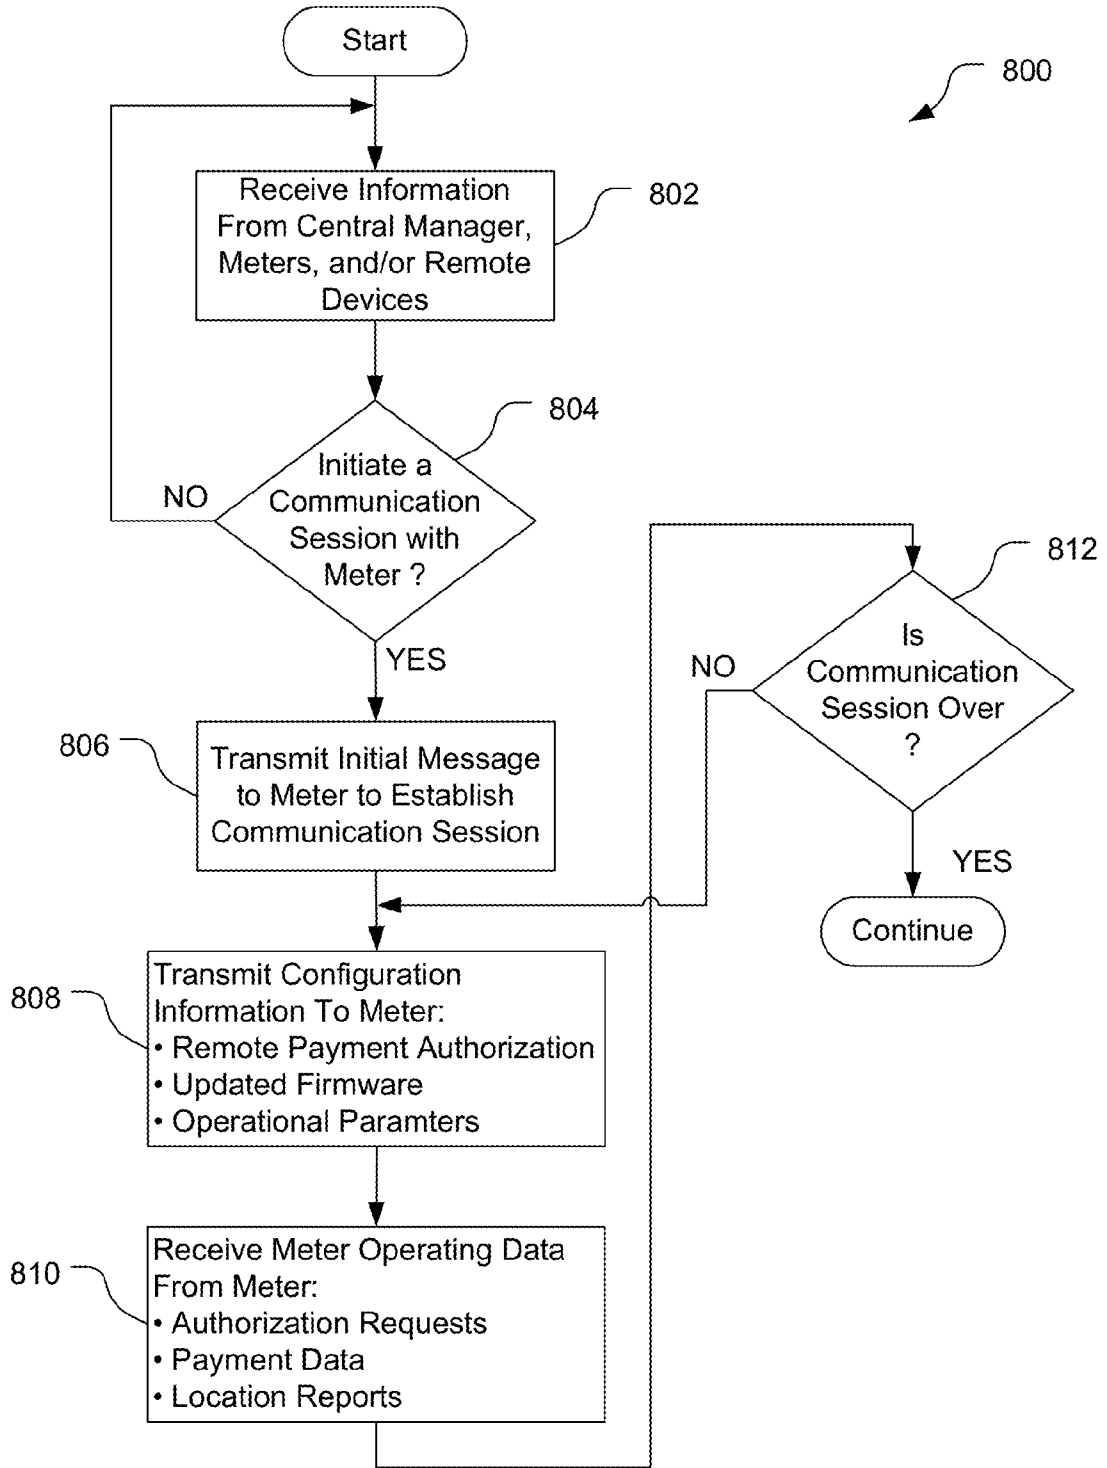 Start
800
Receive Information
From Central Manager,
Meters, and/or Remote
Devices
802
Initiate a
Communication
Session with
Meter ?
804
NO
YES
Transmit Initial Message
to Meter to Establish
Communication Session
806
Transmit Configuration
Information To Meter:
• Remote Payment Authorization
• Updated Firmware
• Operational Paramters
808
Receive Meter Operating Data
From Meter:
• Authorization Requests
• Payment Data
• Location Reports
810
Is
Communication
Session Over
?
812
NO
YES
Continue